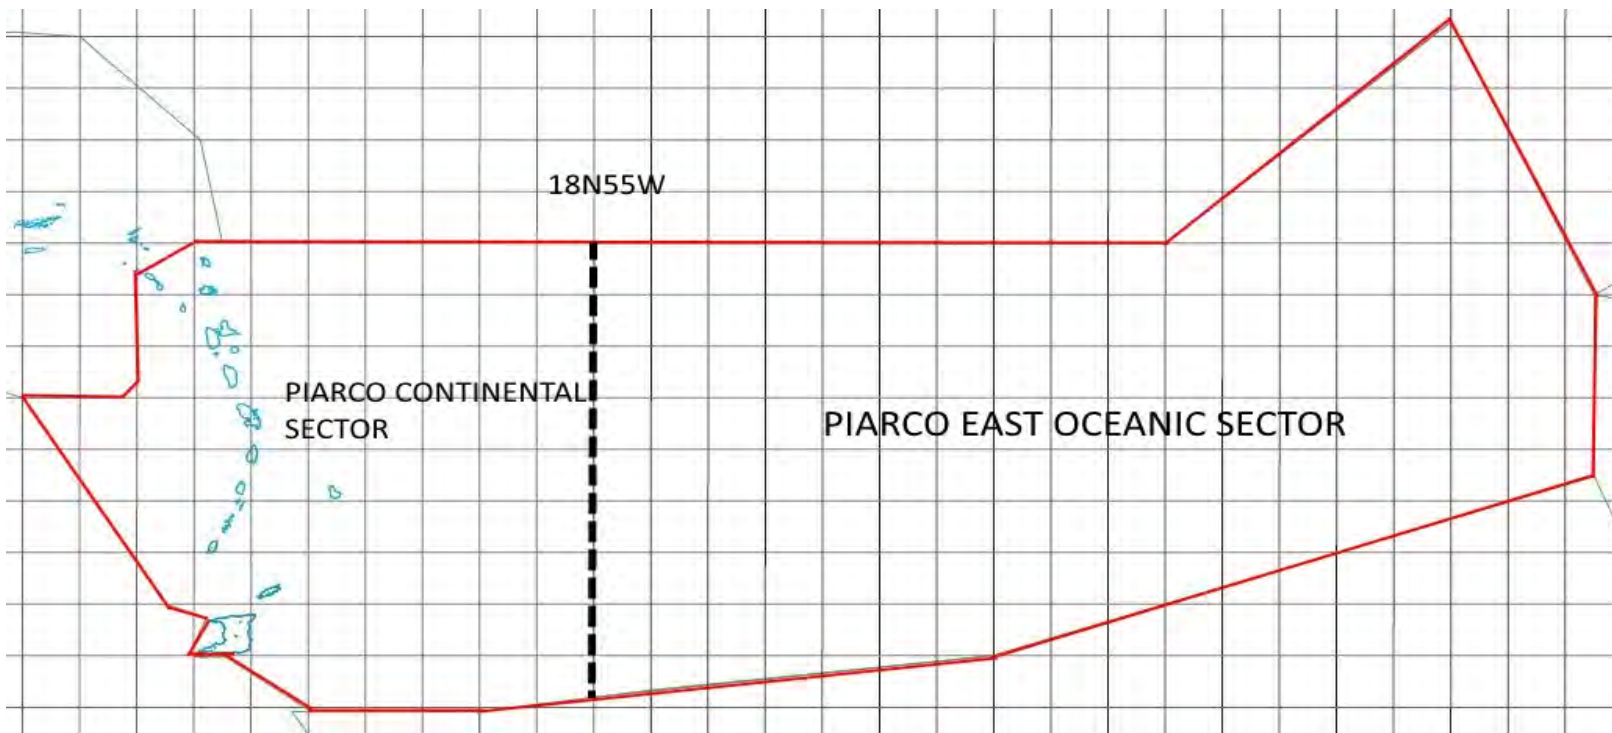 18N55W
PIARCO CONTINENTAL
SECTOR
PIARCO EAST OCEANIC SECTOR